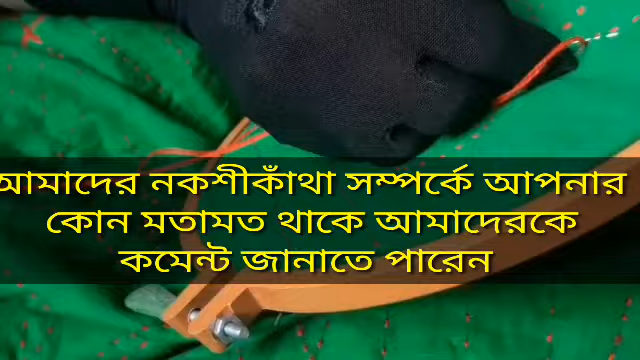 আমাদের নকশীকাঁথা সম্পর্কে আপনার
কোন মতামত থাকে আমাদেরকে
কমেন্ট জানাতে পারেন